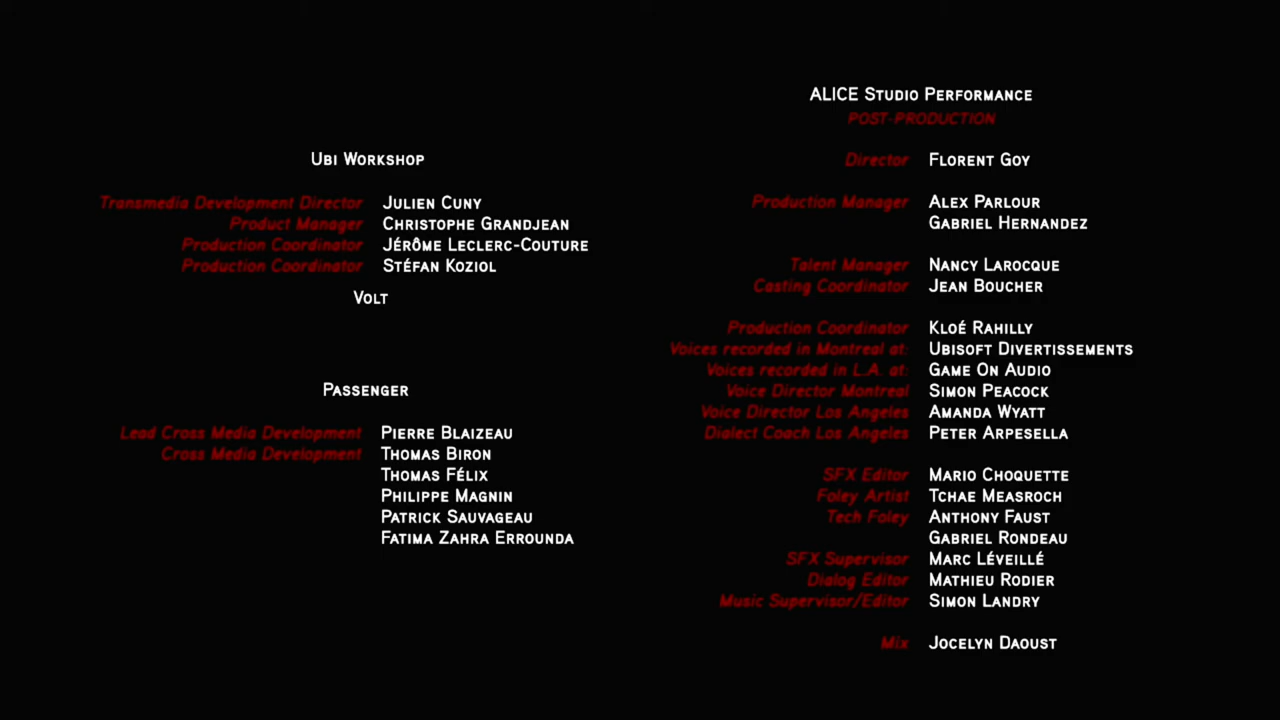 Ubi Workshop
Transmedia Development Director Julien Cuny
Product Manager Christophe Grandjean
Production Coordinator Jérôme Leclerc-Couture
Production Coordinator Stéfan Koziol
Volt
Passenger
Lead Cross Media Development Pierre Blaizeau
Cross Media Development Thomas Biron
Thomas Félix
Philippe Magnin
Patrick Sauvageau
Fatima Zahra Errounda
ALICE Studio Performance
POST-PRODUCTION
Director Florent Goy
Production Manager Alex Parlour
Gabriel Hernandez
Talent Manager Nancy Larocque
Casting Coordinator Jean Boucher
Production Coordinator Kloé Rahilly
Voices recorded in Montreal at: Ubisoft Divertissements
Voices recorded in L.A. at: Game On Audio
Voice Director Montreal Simon Peacock
Voice Director Los Angeles Amanda Wyatt
Dialect Coach Los Angeles Peter Arpesella
SFX Editor Mario Choquette
Foley Artist Tchae Measroch
Tech Foley Anthony Faust
Gabriel Rondeau
SFX Supervisor Marc Léveillé
Dialog Editor Mathieu Rodier
Music Supervisor/Editor Simon Landry
Mix Jocelyn Daoust